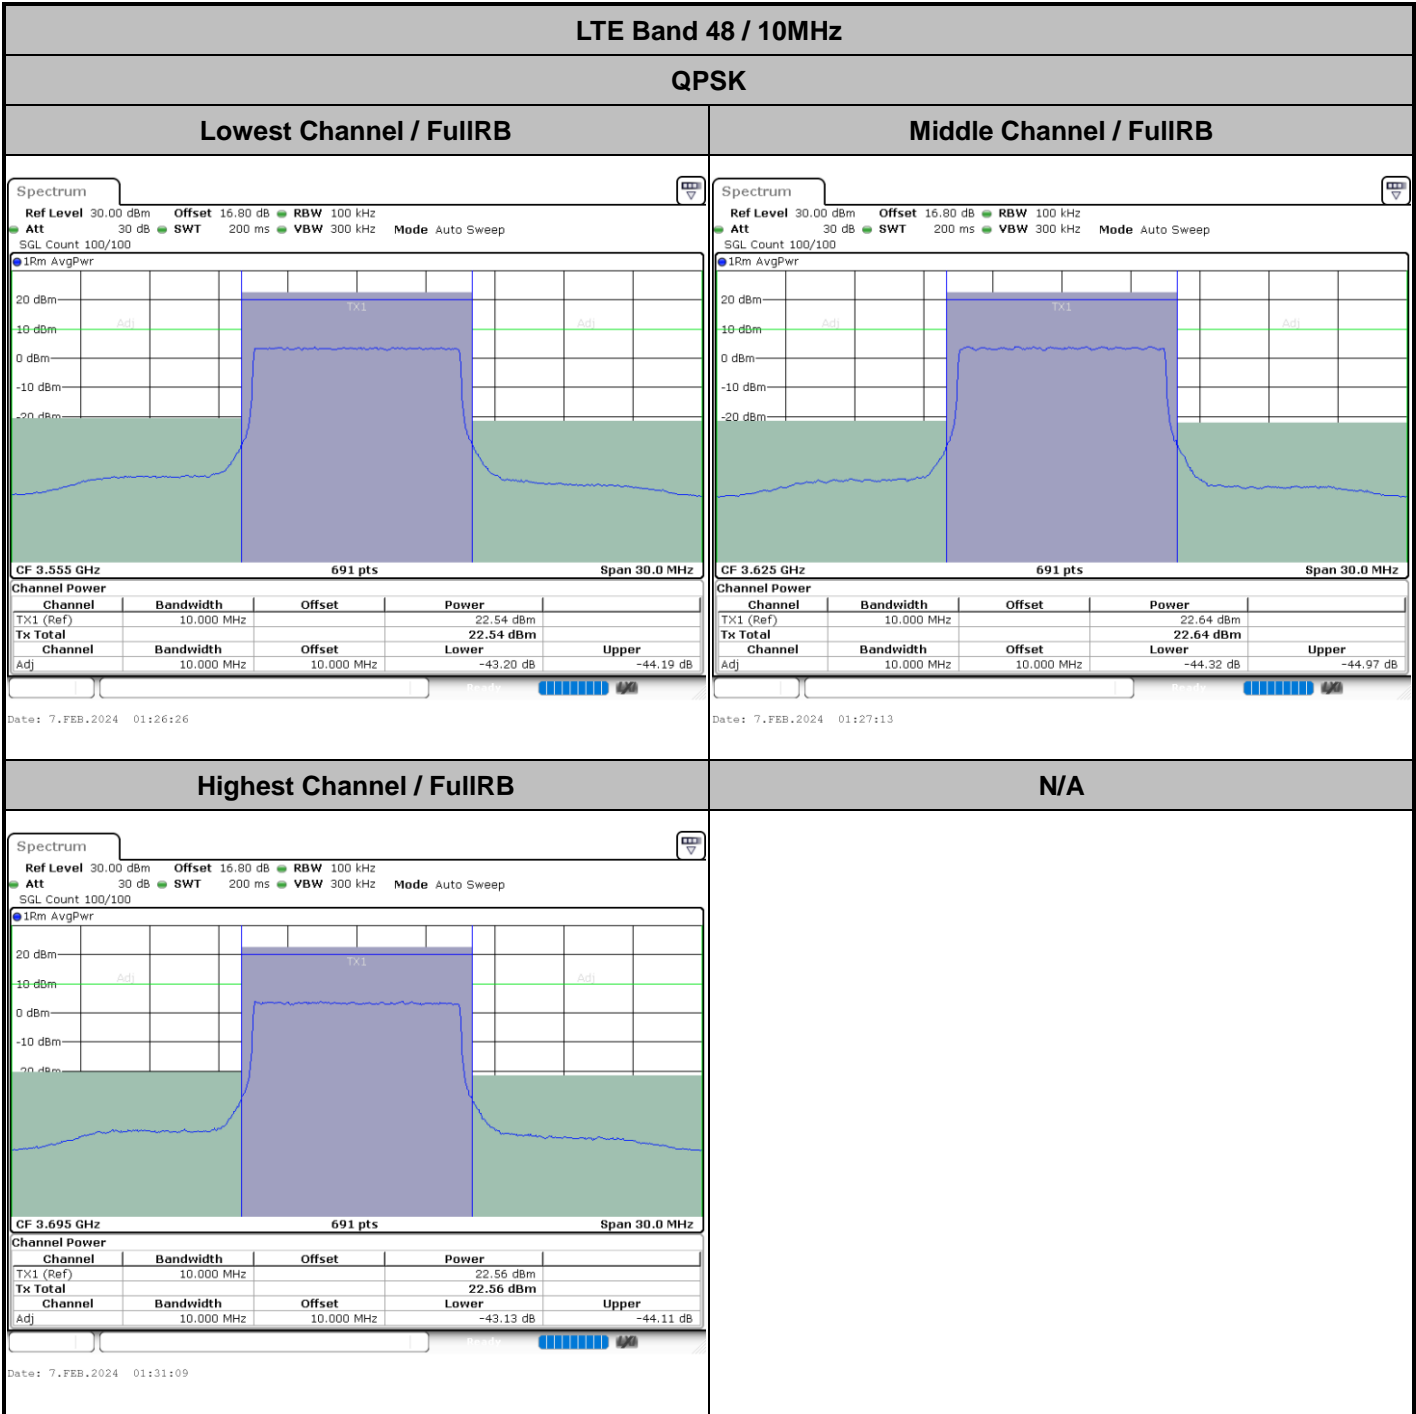 LTE Band 48 / 10MHz
QPSK
Lowest Channel / FullRB
Middle Channel / FullRB
Spectrum
Ref Level 30.00 dBm Offset 16.80 dB RBW 100 kHz
Att 30 dB SWT 200 ms VBW 300 kHz Mode Auto Sweep
SGL Count 100/100
1Rm AvgPwr
TX1
20 dBm
Adj
Adj
10 dBm
0 dBm
-10 dBm
-20 dBm
CF 3.555 GHz 691 pts Span 30.0 MHz
Channel Power
Channel Bandwidth Offset Power
TX1 (Ref) 10.000 MHz 22.54 dBm
Tx Total 22.54 dBm
Channel Bandwidth Offset Lower Upper
Adj 10.000 MHz 10.000 MHz -43.20 dB -44.19 dB
Ready
Date: 7.FEB.2024 01:26:26
Spectrum
Ref Level 30.00 dBm Offset 16.80 dB RBW 100 kHz
Att 30 dB SWT 200 ms VBW 300 kHz Mode Auto Sweep
SGL Count 100/100
1Rm AvgPwr
TX1
20 dBm
Adj
Adj
10 dBm
0 dBm
-10 dBm
-20 dBm
CF 3.625 GHz 691 pts Span 30.0 MHz
Channel Power
Channel Bandwidth Offset Power
TX1 (Ref) 10.000 MHz 22.64 dBm
Tx Total 22.64 dBm
Channel Bandwidth Offset Lower Upper
Adj 10.000 MHz 10.000 MHz -44.32 dB -44.97 dB
Ready
Date: 7.FEB.2024 01:27:13
Highest Channel / FullRB
N/A
Spectrum
Ref Level 30.00 dBm Offset 16.80 dB RBW 100 kHz
Att 30 dB SWT 200 ms VBW 300 kHz Mode Auto Sweep
SGL Count 100/100
1Rm AvgPwr
TX1
20 dBm
Adj
Adj
10 dBm
0 dBm
-10 dBm
-20 dBm
CF 3.695 GHz 691 pts Span 30.0 MHz
Channel Power
Channel Bandwidth Offset Power
TX1 (Ref) 10.000 MHz 22.56 dBm
Tx Total 22.56 dBm
Channel Bandwidth Offset Lower Upper
Adj 10.000 MHz 10.000 MHz -43.13 dB -44.11 dB
Ready
Date: 7.FEB.2024 01:31:09